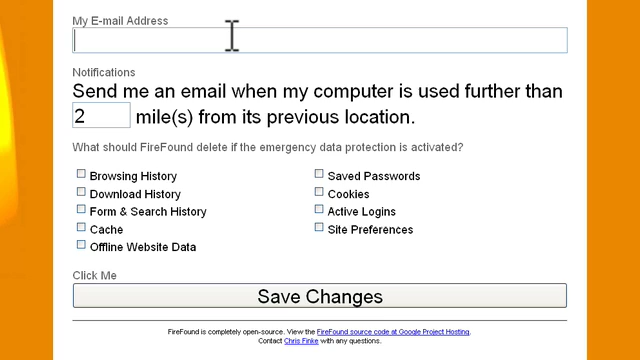 My E-mail Address
Notifications
Send me an email when my computer is used further than
2 mile(s) from its previous location.
What should FireFound delete if the emergency data protection is activated?
Browsing History
Download History
Form & Search History
Cache
Offline Website Data
Saved Passwords
Cookies
Active Logins
Site Preferences
Click Me
Save Changes
FireFound is completely open-source. View the FireFound source code at Google Project Hosting.
Contact Chris Finke with any questions.